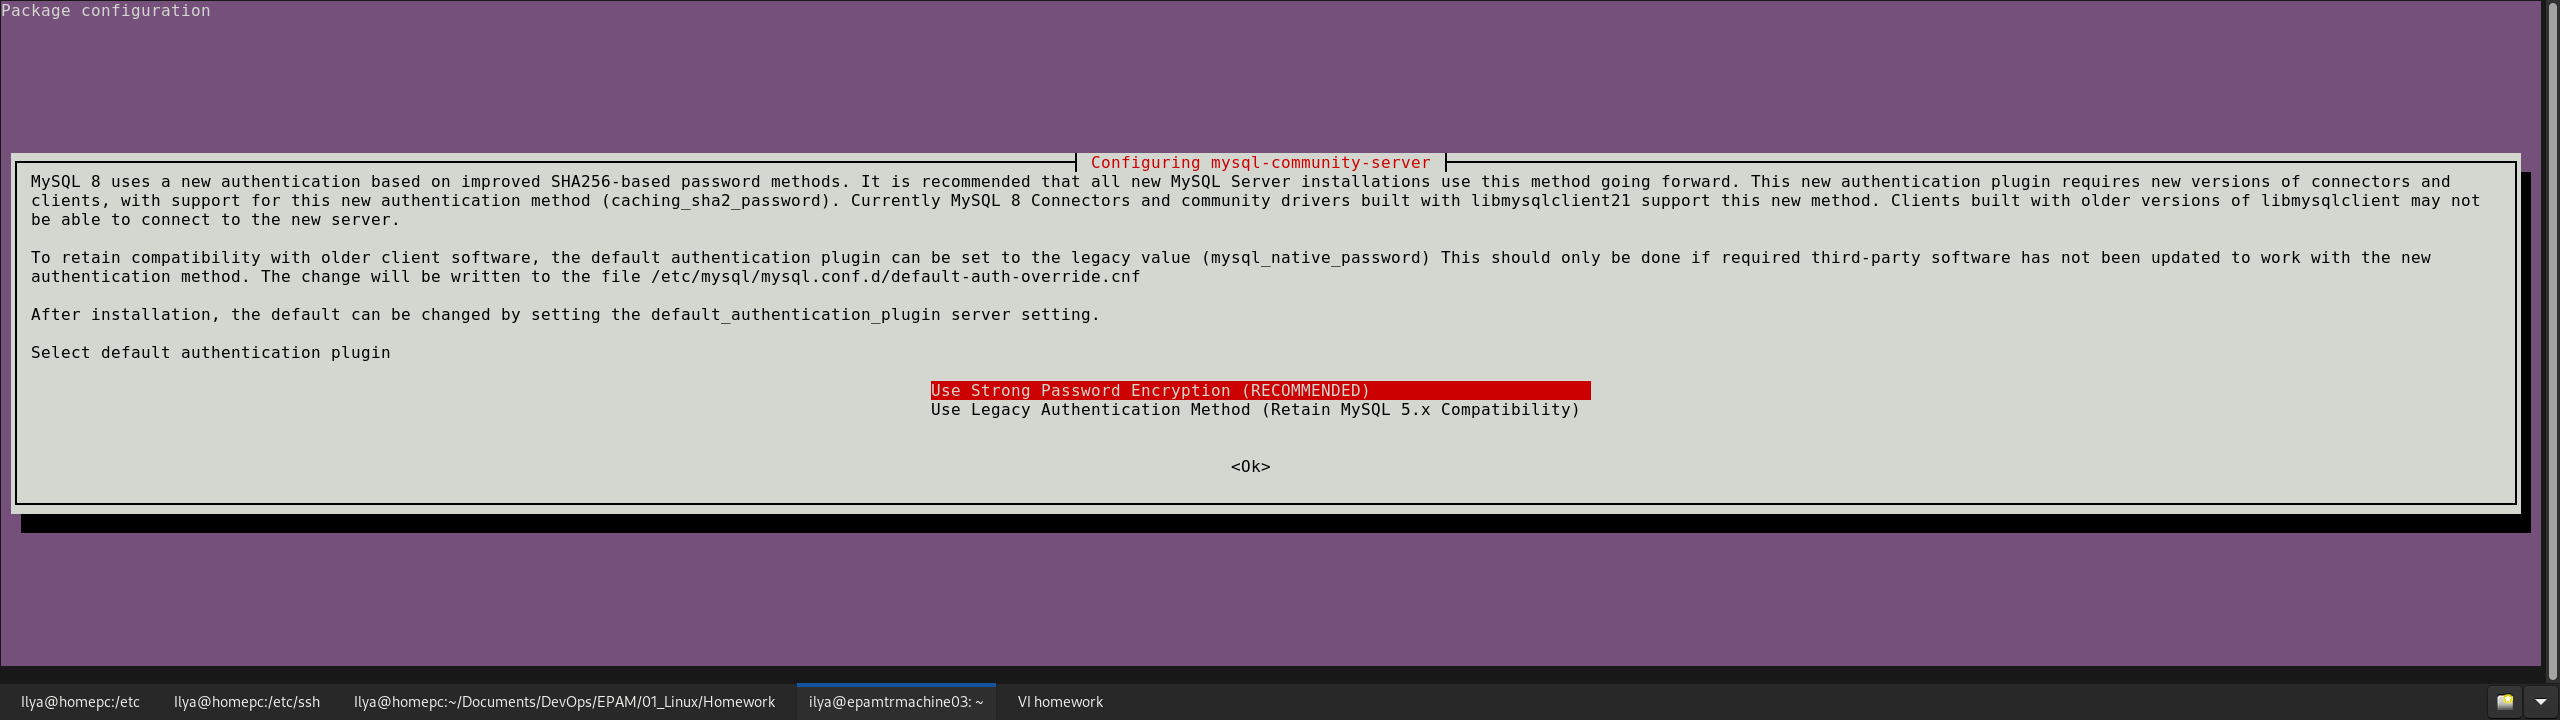 Package configuration
Configuring mysql-community-server
MySQL 8 uses a new authentication based on improved SHA256-based password methods. It is recommended that all new MySQL Server installations use this method going forward. This new authentication plugin requires new versions of connectors and
clients, with support for this new authentication method (caching_sha2_password). Currently MySQL 8 Connectors and community drivers built with libmysqlclient21 support this new method. Clients built with older versions of libmysqlclient may not
be able to connect to the new server.
To retain compatibility with older client software, the default authentication plugin can be set to the legacy value (mysql_native_password) This should only be done if required third-party software has not been updated to work with the new
authentication method. The change will be written to the file /etc/mysql/mysql.conf.d/default-auth-override.cnf
After installation, the default can be changed by setting the default_authentication_plugin server setting.
Select default authentication plugin
Use Strong Password Encryption (RECOMMENDED)
Use Legacy Authentication Method (Retain MySQL 5.x Compatibility)
<Ok>
Ilya@homepc:/etc Ilya@homepc:/etc/ssh Ilya@homepc:~/Documents/DevOps/EPAM/01_Linux/Homework ilya@epamtrmachine03: ~ VI homework